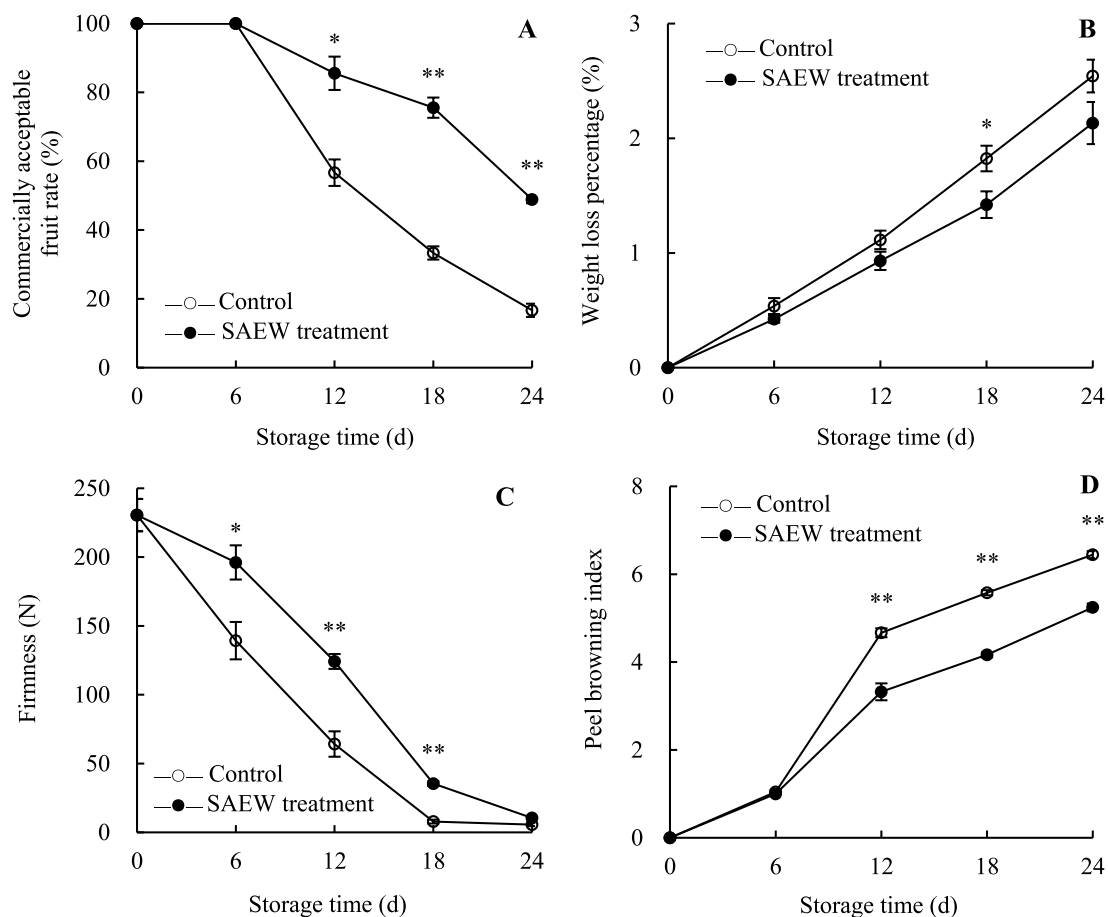 A
Commercially acceptable
fruit rate (%)
100
80
60
40
20
0
*
**
**
Control
SAEW treatment
0 6 12 18 24
Storage time (d)
B
Weight loss percentage (%)
3
2
1
0
Control
SAEW treatment
*
0 6 12 18 24
Storage time (d)
C
Firmness (N)
250
200
150
100
50
0
*
**
**
Control
SAEW treatment
0 6 12 18 24
Storage time (d)
D
Peel browning index
8
6
4
2
0
Control
SAEW treatment
**
**
**
0 6 12 18 24
Storage time (d)